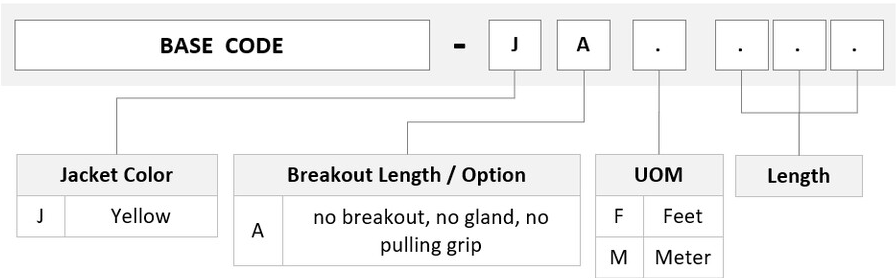 BASE CODE - J A . . . .
Jacket Color
J Yellow
Breakout Length / Option
A no breakout, no gland, no
pulling grip
UOM
F Feet
M Meter
Length